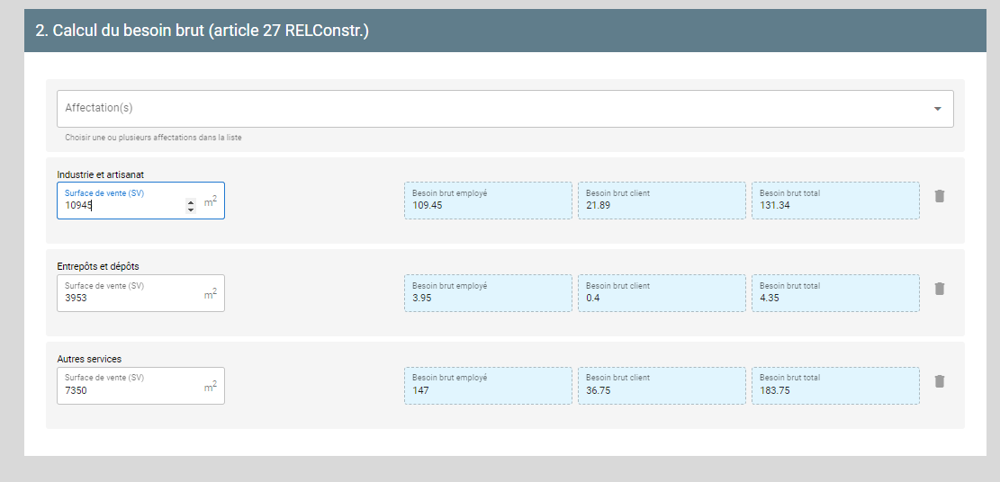 2. Calcul du besoin brut (article 27 RELConstr.)
Affectation(s)
Choisir une ou plusieurs affectations dans la liste
Industrie et artisanat
Surface de vente (SV)
10945
m²
Besoin brut employé
109.45
Besoin brut client
21.89
Besoin brut total
131.34
Entrepôts et dépôts
Surface de vente (SV)
3953
m²
Besoin brut employé
3.95
Besoin brut client
0.4
Besoin brut total
4.35
Autres services
Surface de vente (SV)
7350
m²
Besoin brut employé
147
Besoin brut client
36.75
Besoin brut total
183.75